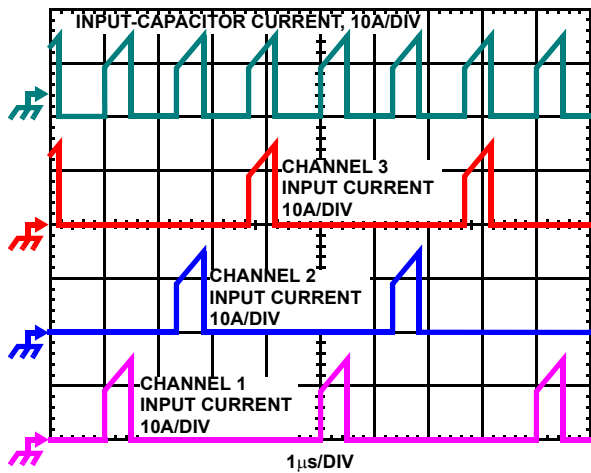 INPUT-CAPACITOR CURRENT, 10A/DIV
CHANNEL 3
INPUT CURRENT
10A/DIV
CHANNEL 2
INPUT CURRENT
10A/DIV
CHANNEL 1
INPUT CURRENT
10A/DIV
1μs/DIV